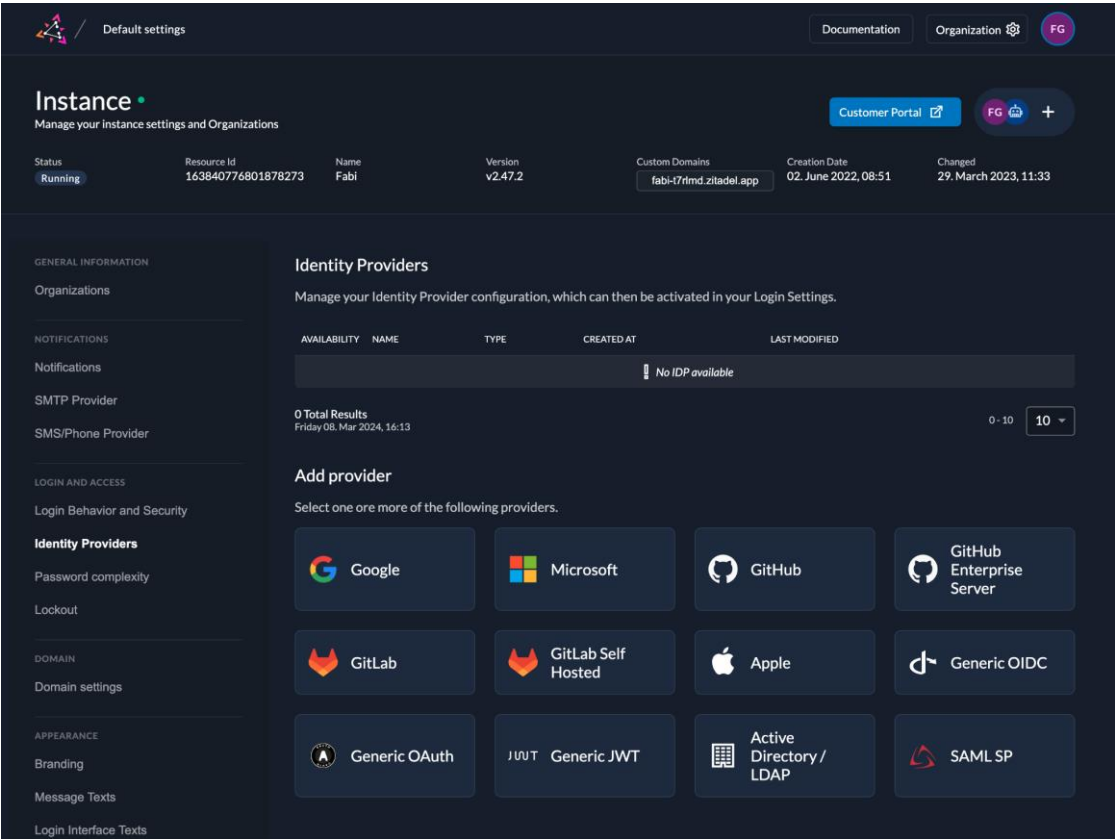 Default settings
Documentation
Organization
FG
Instance
Manage your instance settings and Organizations
Customer Portal
FG
Status
Resource Id
Name
Version
Custom Domains
Creation Date
Changed
Running
163840776801878273
Fabi
v2.47.2
fabi-t7rlmd.zitadel.app
02. June 2022, 08:51
29. March 2023, 11:33
GENERAL INFORMATION
Organizations
NOTIFICATIONS
Notifications
SMTP Provider
SMS/Phone Provider
LOGIN AND ACCESS
Login Behavior and Security
Identity Providers
Password complexity
Lockout
DOMAIN
Domain settings
APPEARANCE
Branding
Message Texts
Login Interface Texts
Identity Providers
Manage your Identity Provider configuration, which can then be activated in your Login Settings.
AVAILABILITY NAME TYPE CREATED AT LAST MODIFIED
No IDP available
0 Total Results
Friday 08. Mar 2024, 16:13
0 - 10
10
Add provider
Select one ore more of the following providers.
Google
Microsoft
GitHub
GitHub
Enterprise
Server
GitLab
GitLab Self
Hosted
Apple
Generic OIDC
A
Generic OAuth
JWT
Generic JWT
Active
Directory /
LDAP
SAML SP